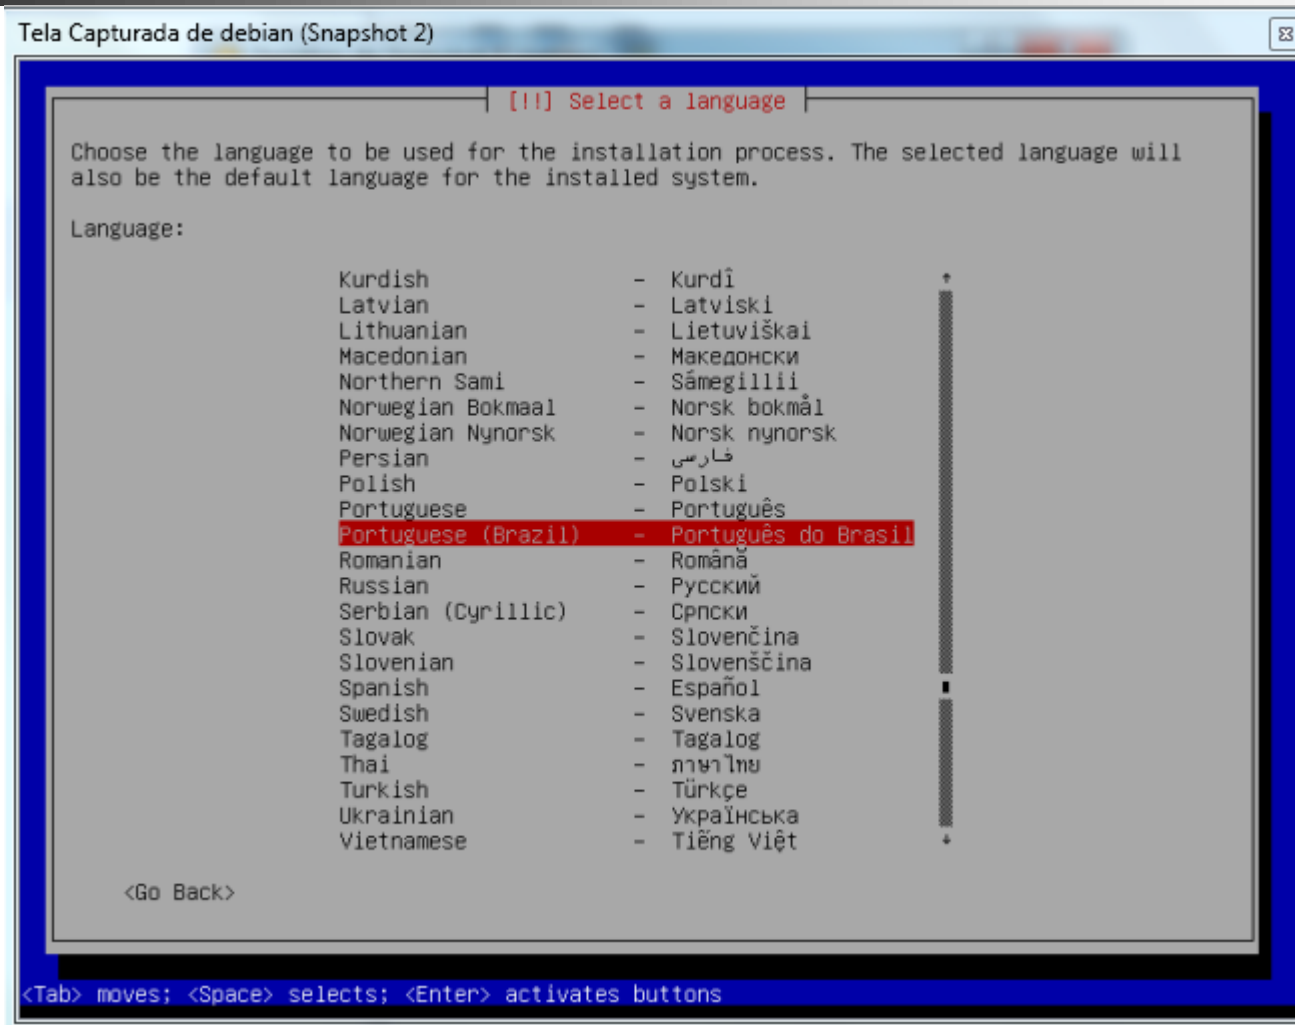 Tela Capturada de debian (Snapshot 2)
[!!] Select a language
Choose the language to be used for the installation process. The selected language will
also be the default language for the installed system.
Language:
Kurdish - Kurdî
Latvian - Latviski
Lithuanian - Lietuviškai
Macedonian - Македонски
Northern Sami - Sámegillii
Norwegian Bokmaal - Norsk bokmål
Norwegian Nynorsk - Norsk nynorsk
Persian - فارسی
Polish - Polski
Portuguese - Português
Portuguese (Brazil) - Português do Brasil
Romanian - Română
Russian - Русский
Serbian (Cyrillic) - Српски
Slovak - Slovenčina
Slovenian - Slovenščina
Spanish - Español
Swedish - Svenska
Tagalog - Tagalog
Thai - ภาษาไทย
Turkish - Türkçe
Ukrainian - Українська
Vietnamese - Tiếng Việt
<Go Back>
<Tab> moves; <Space> selects; <Enter> activates buttons